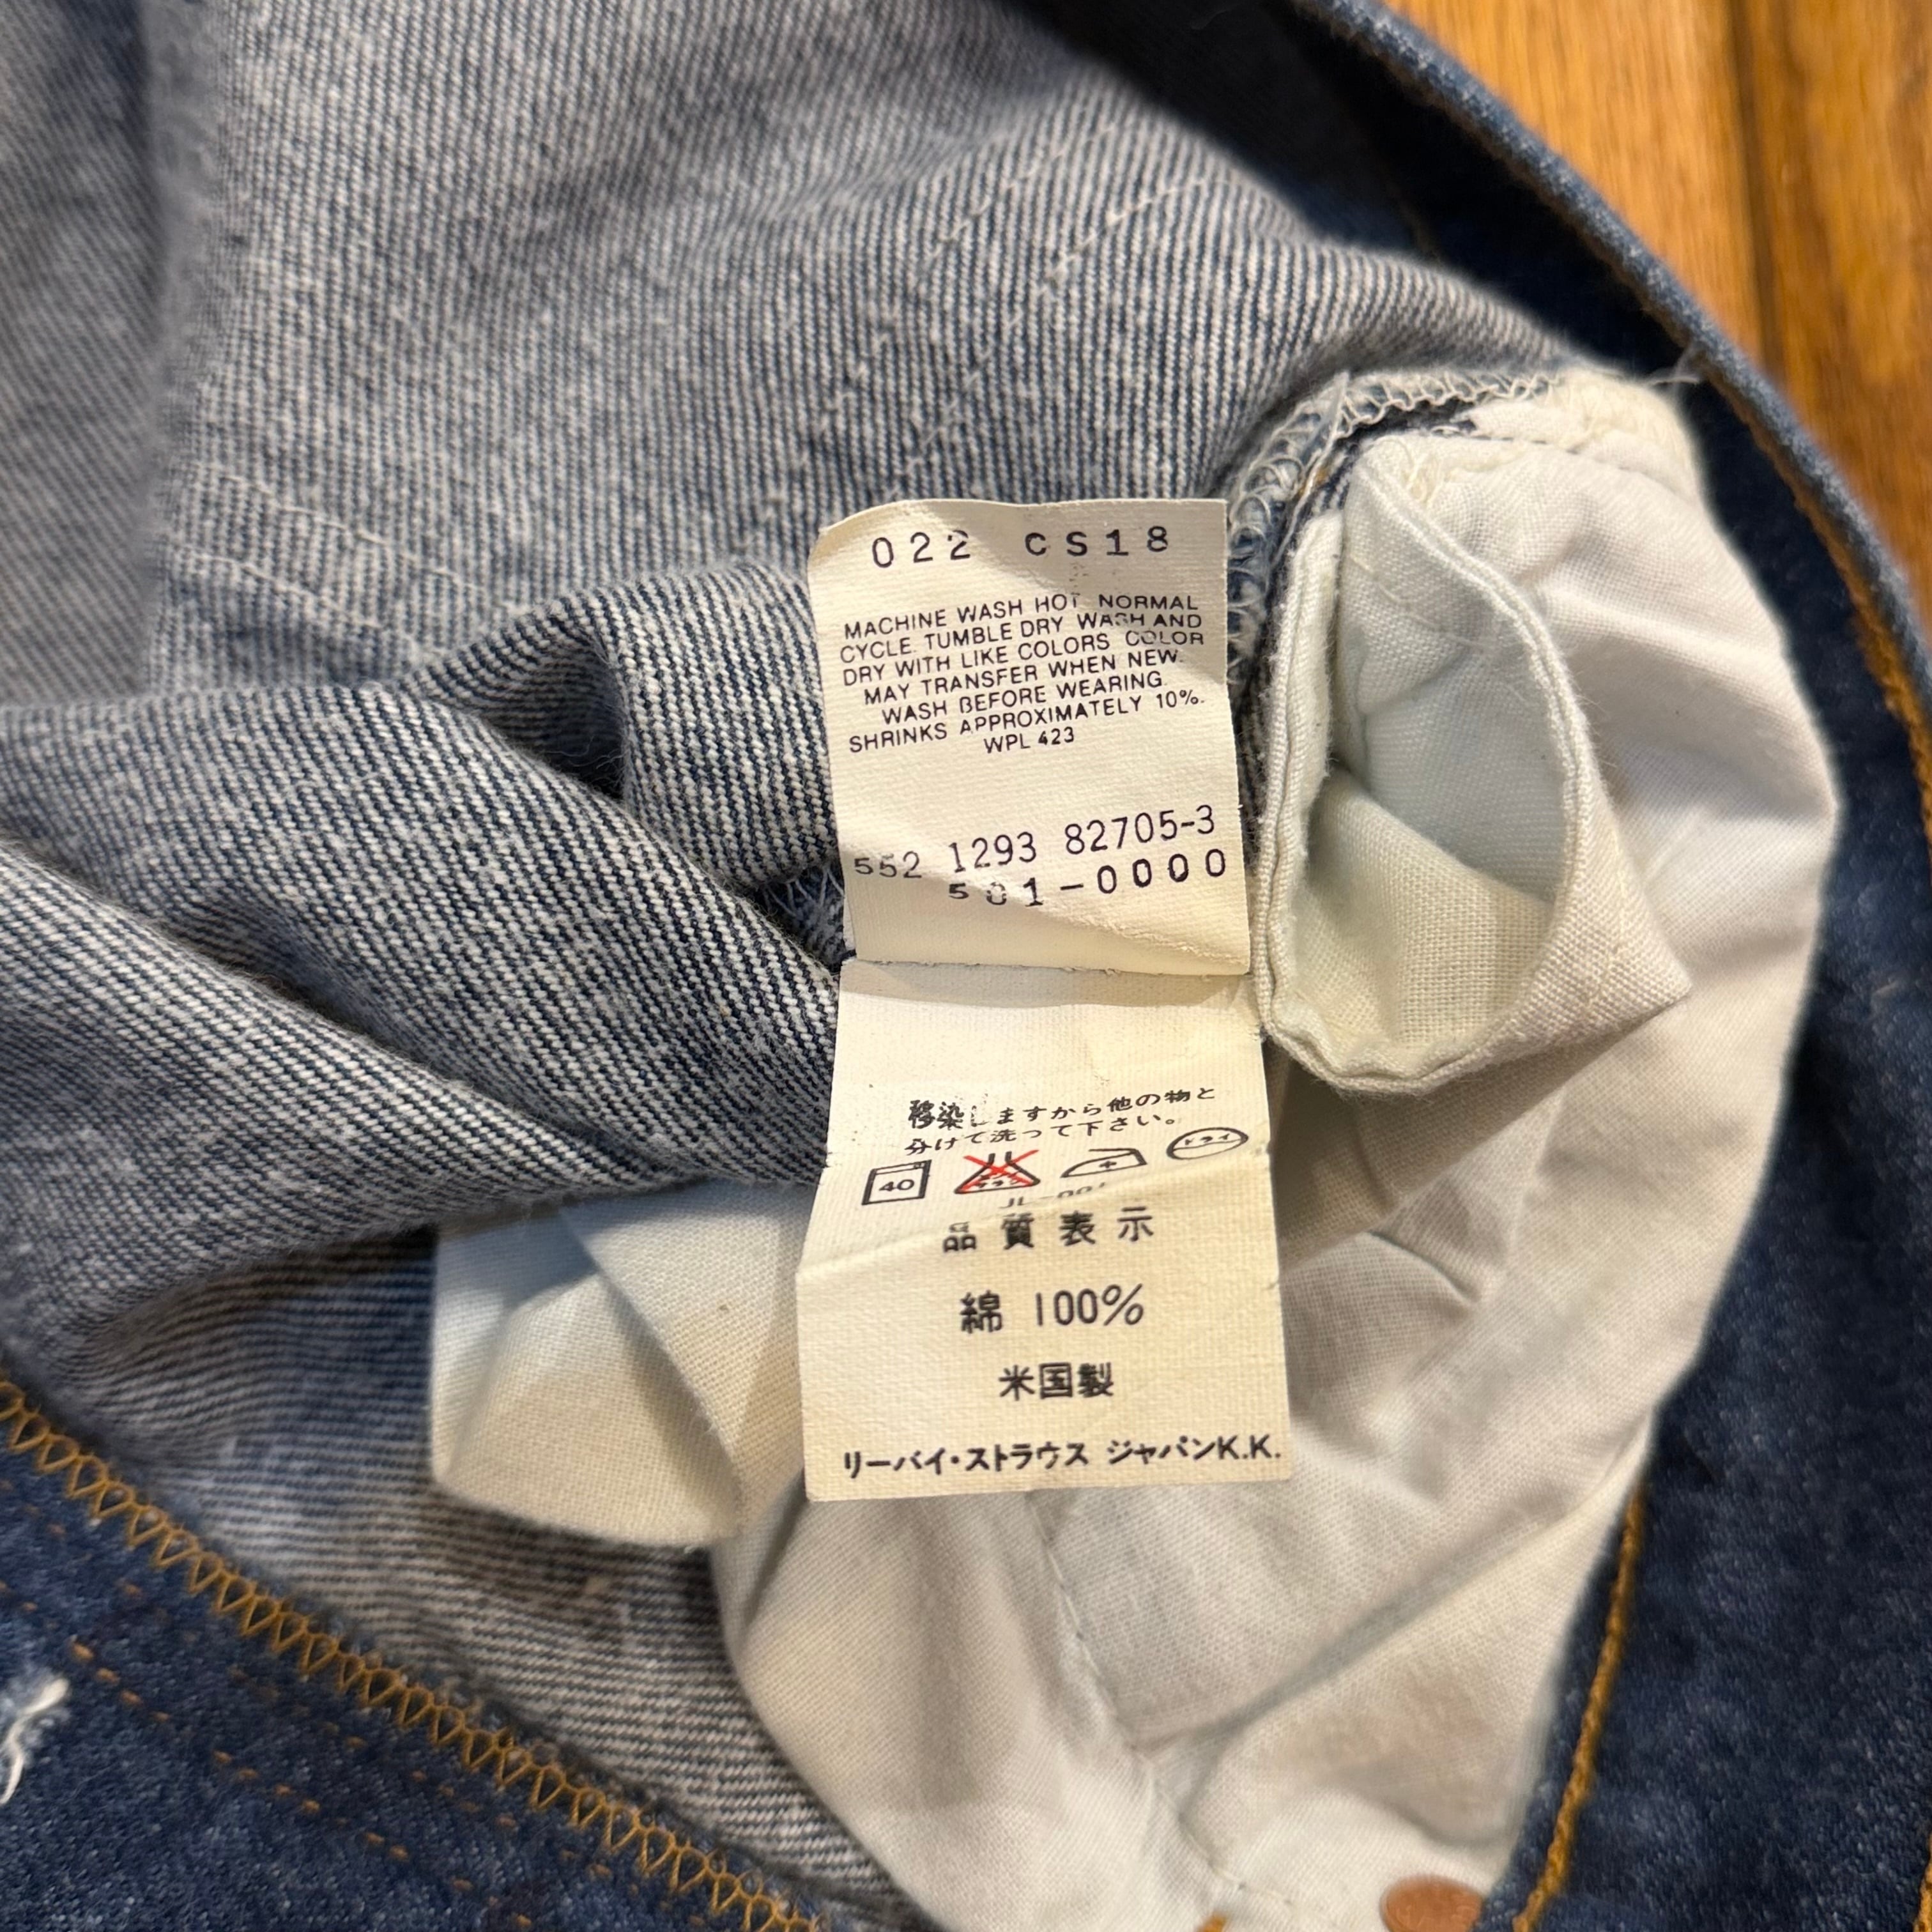 022 CS18
MACHINE WASH HOT NORMAL
CYCLE. TUMBLE DRY WASH AND
DRY WITH LIKE COLORS COLOR
MAY TRANSFER WHEN NEW.
WASH BEFORE WEARING.
SHRINKS APPROXIMATELY 10%.
WPL 423
552 1293 82705-3
501-0000
移染しますから他の物と
分けて洗って下さい。
40 ドライ
品質表示
綿 100%
米国製
リーバイ・ストラウス ジャパンK.K.